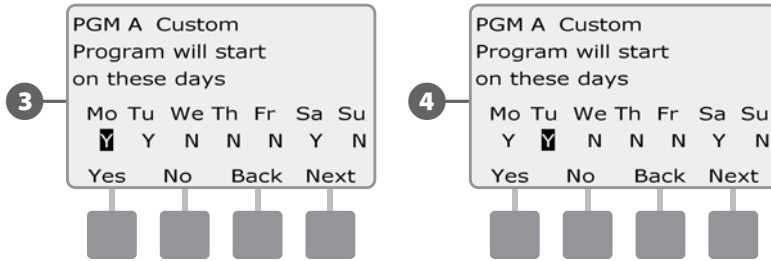 3
PGM A Custom
Program will start
on these days
Mo Tu We Th Fr Sa Su
Y Y N N N Y N
Yes No Back Next
4
PGM A Custom
Program will start
on these days
Mo Tu We Th Fr Sa Su
Y Y N N N Y N
Yes No Back Next